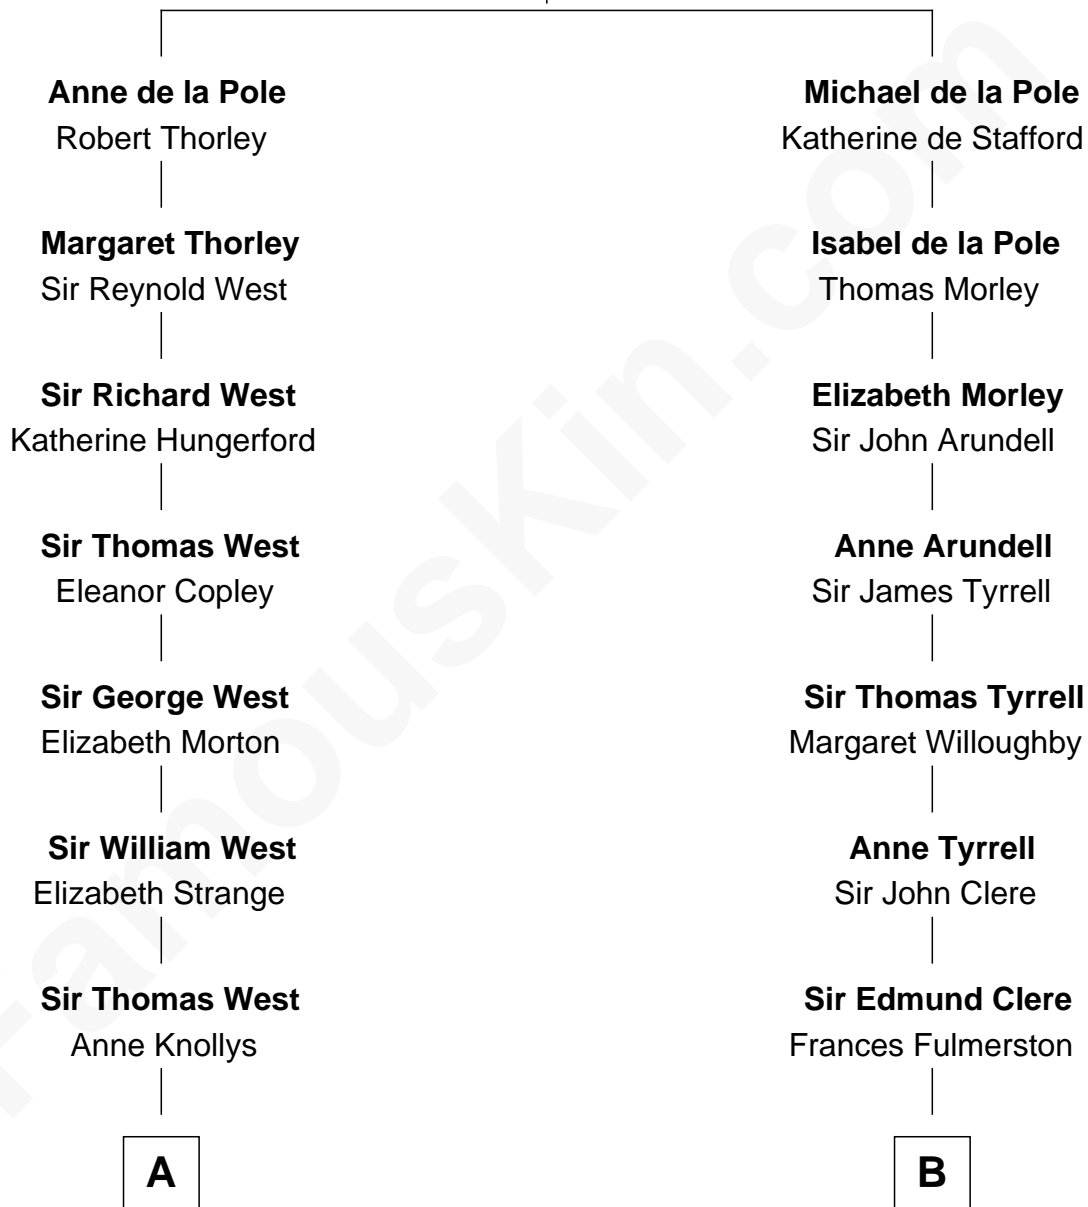 Anne de la Pole
Robert Thorley
Michael de la Pole
Katherine de Stafford
Margaret Thorley
Sir Reynold West
Isabel de la Pole
Thomas Morley
Sir Richard West
Katherine Hungerford
Elizabeth Morley
Sir John Arundell
Sir Thomas West
Eleanor Copley
Anne Arundell
Sir James Tyrrell
Sir George West
Elizabeth Morton
Sir Thomas Tyrrell
Margaret Willoughby
Sir William West
Elizabeth Strange
Anne Tyrrell
Sir John Clere
Sir Thomas West
Anne Knollys
Sir Edmund Clere
Frances Fulmerston
A
B
FamousKin.com